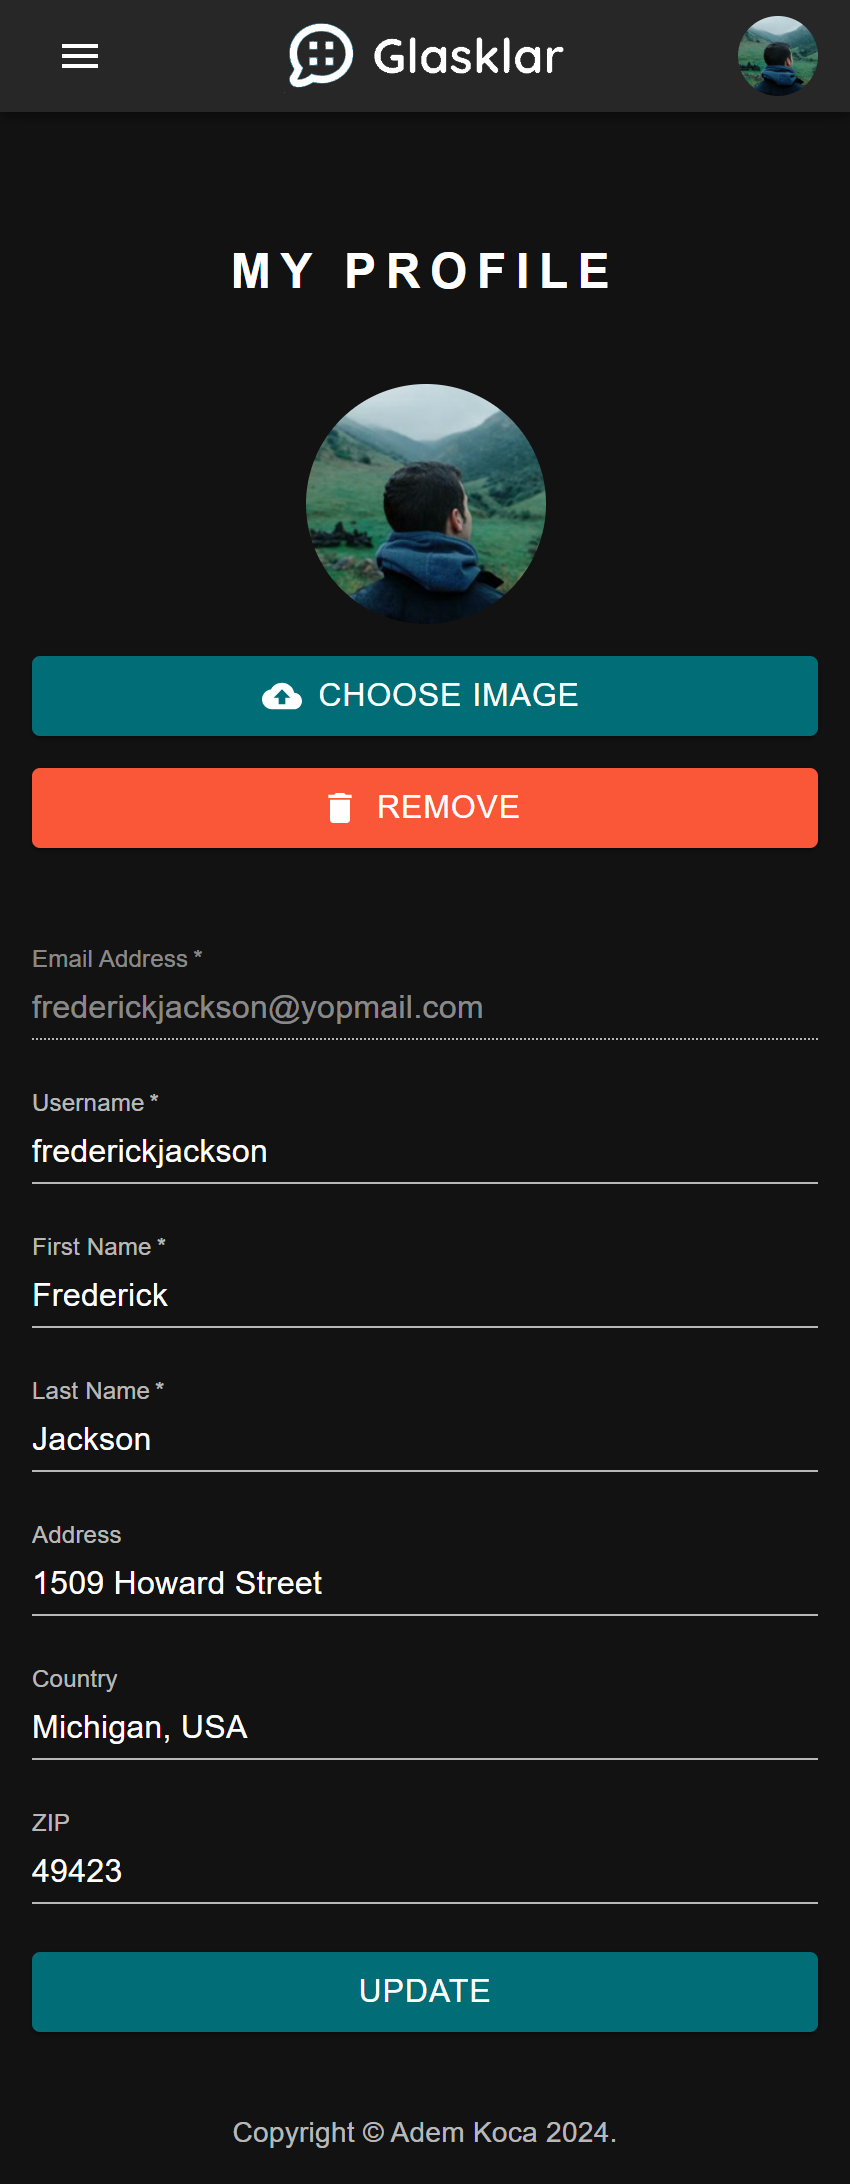 Glasklar
MY PROFILE
CHOOSE IMAGE
REMOVE
Email Address *
frederickjackson@yopmail.com
Username *
frederickjackson
First Name *
Frederick
Last Name *
Jackson
Address
1509 Howard Street
Country
Michigan, USA
ZIP
49423
UPDATE
Copyright © Adem Koca 2024.